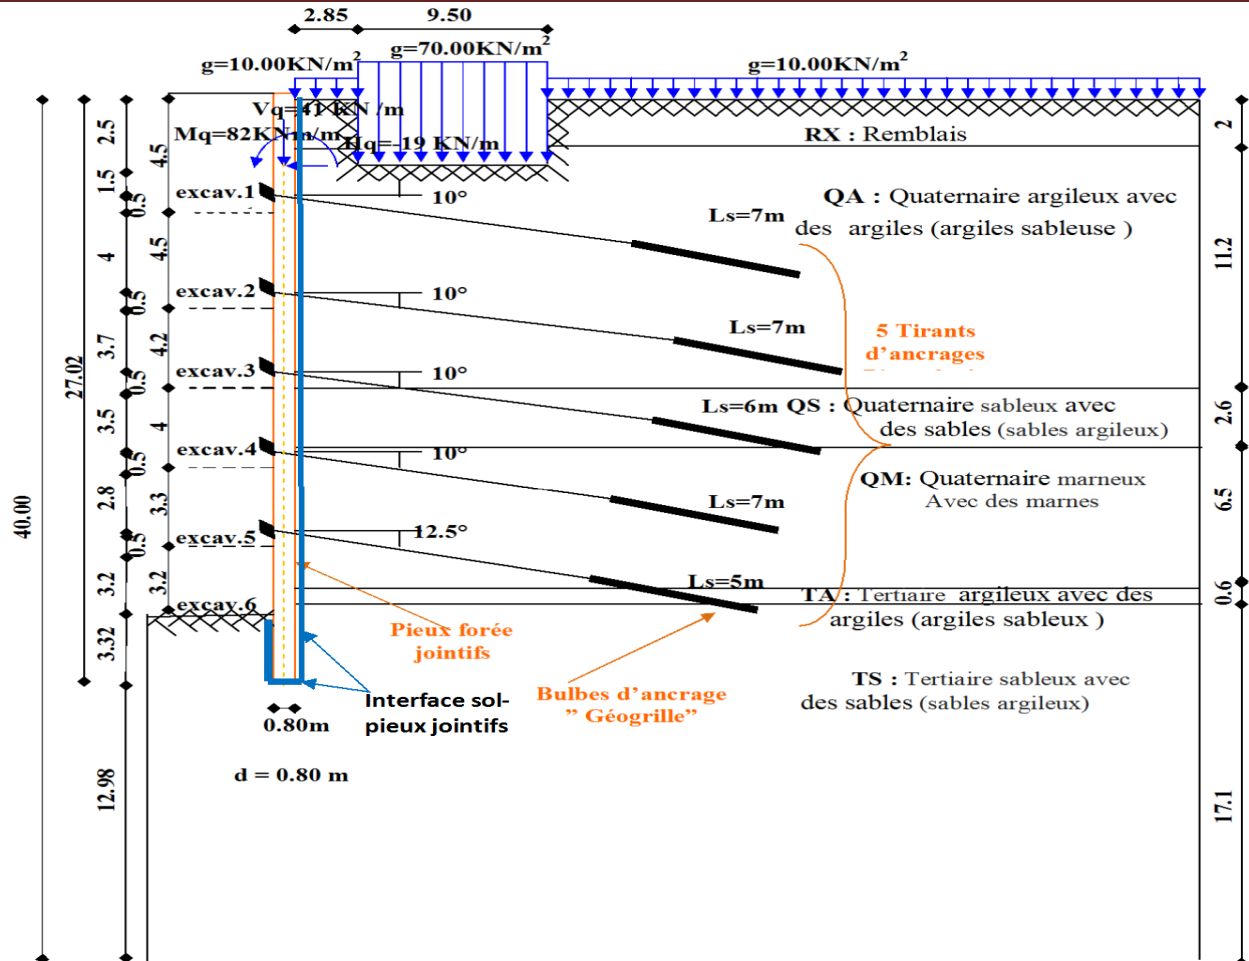 2.85
9.50
g=70.00KN/m²
g=10.00KN/m²
g=10.00KN/m²
Vq=41 KN /m
Mq=82KNm/m
Hq=-19 KN/m
RX : Remblais
excav.1
10°
Ls=7m
QA : Quaternaire argileux avec
des argiles (argiles sableuse )
excav.2
10°
Ls=7m
5 Tirants
d’ancrages
excav.3
10°
Ls=6m
QS : Quaternaire sableux avec
des sables (sables argileux)
excav.4
10°
Ls=7m
QM: Quaternaire marneux
Avec des marnes
excav.5
12.5°
Ls=5m
TA : Tertiaire argileux avec des
argiles (argiles sableux )
excav.6
Pieux forée
jointifs
Bulbes d’ancrage
” Géogrille”
Interface sol-
pieux jointifs
TS : Tertiaire sableux avec
des sables (sables argileux)
0.80m
d = 0.80 m
40.00
27.02
2.5
1.5
0.5
4
0.5
3.7
0.5
3.5
0.5
2.8
0.5
3.2
3.32
12.98
4.5
4.5
4.2
4
3.3
3.2
2
11.2
2.6
6.5
0.6
17.1